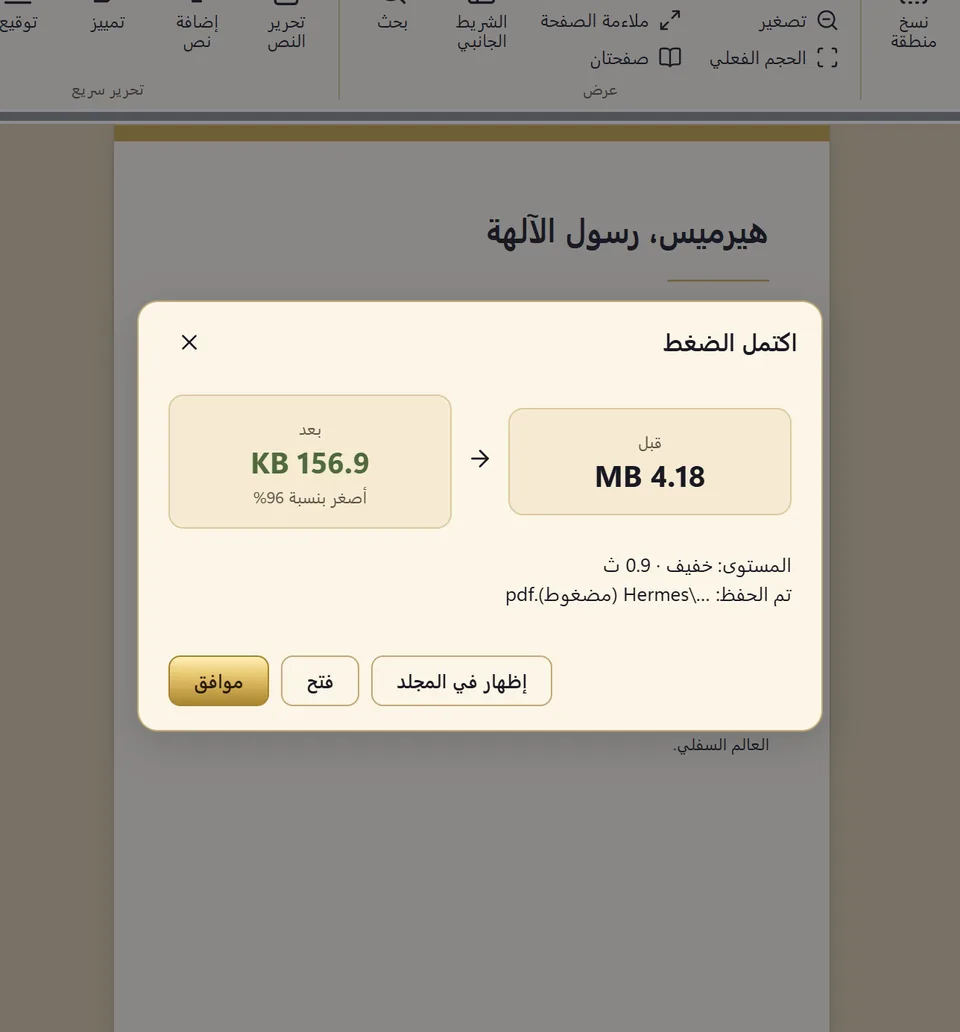 نسخ
منطقة
تصغير
الحجم الفعلي
ملاءمة الصفحة
صفحتان
الشريط
الجانبي
بحث
عرض
تحرير
النص
إضافة
نص
تمييز
توقيع
تحرير سريع
هيرميس، رسول الآلهة
اكتمل الضغط
قبل
4.18 MB
بعد
156.9 KB
أصغر بنسبة 96%
المستوى: خفيف · 0.9 ث
تم الحفظ: ...\Hermes (مضغوط).pdf
إظهار في المجلد
فتح
موافق
العالم السفلي.